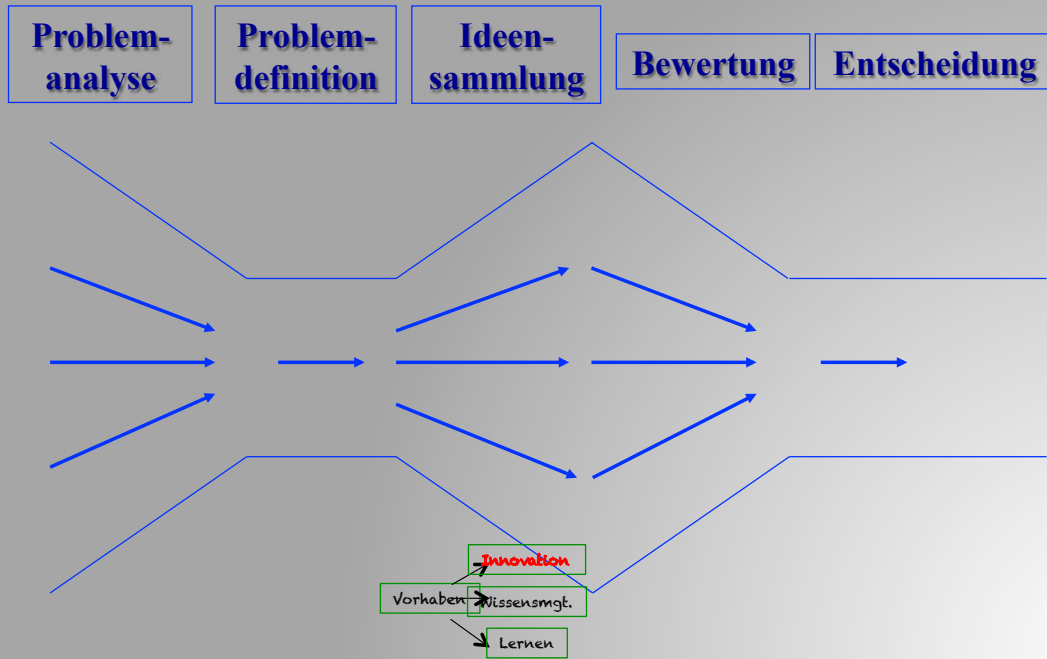 Problem-
analyse
Problem-
definition
Ideen-
sammlung
Bewertung
Entscheidung
Innovation
Vorhaben
Wissensmgt.
Lernen